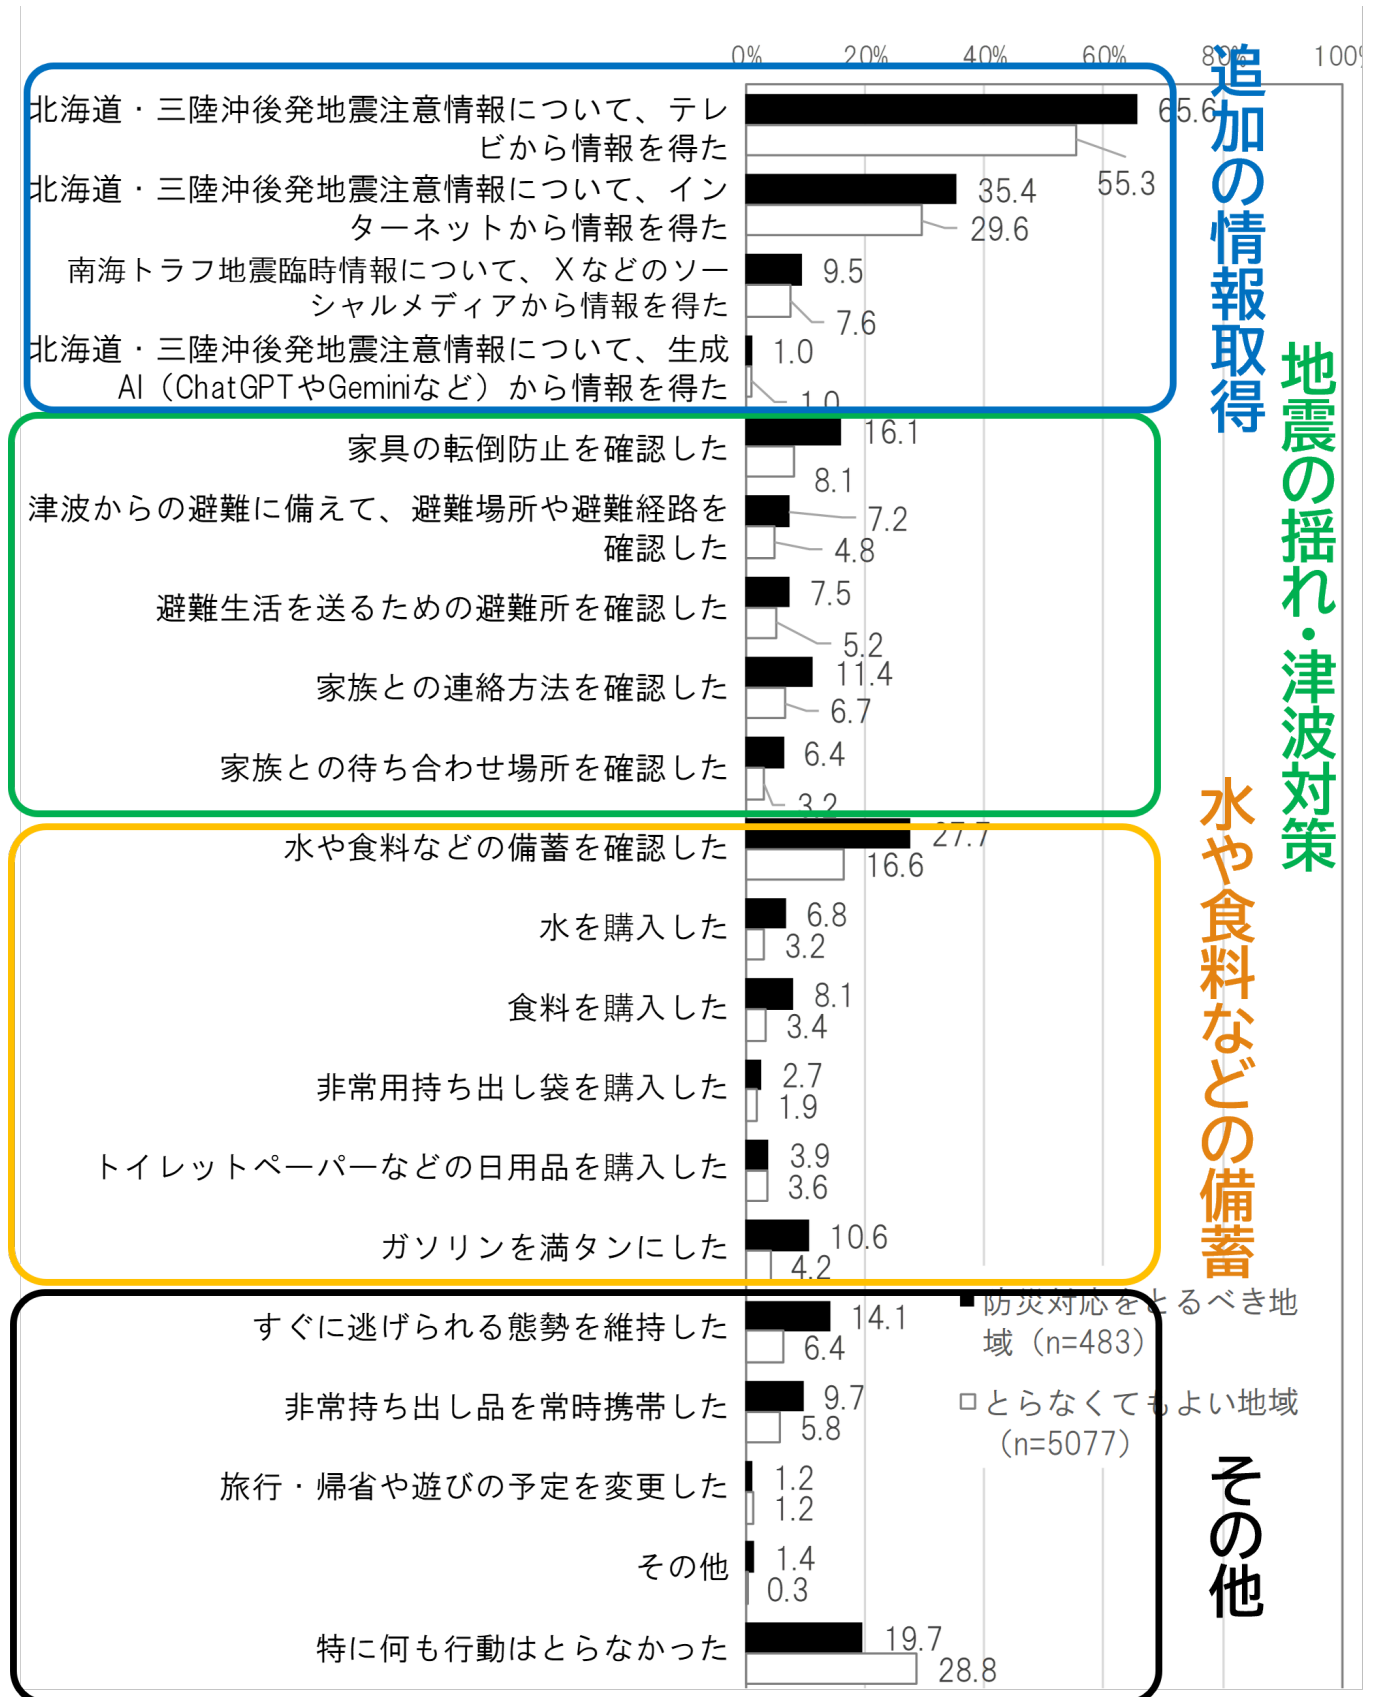 0% 20% 40% 60% 80% 100%
北海道・三陸沖後発地震注意情報について、テレ
ビから情報を得た
65.6
55.3
北海道・三陸沖後発地震注意情報について、イン
ターネットから情報を得た
35.4
29.6
南海トラフ地震臨時情報について、Xなどのソー
シャルメディアから情報を得た
9.5
7.6
北海道・三陸沖後発地震注意情報について、生成
AI（ChatGPTやGeminiなど）から情報を得た
1.0
1.0
家具の転倒防止を確認した
16.1
8.1
津波からの避難に備えて、避難場所や避難経路を
確認した
7.2
4.8
避難生活を送るための避難所を確認した
7.5
5.2
家族との連絡方法を確認した
11.4
6.7
家族との待ち合わせ場所を確認した
6.4
3.2
水や食料などの備蓄を確認した
27.7
16.6
水を購入した
6.8
3.2
食料を購入した
8.1
3.4
非常用持ち出し袋を購入した
2.7
1.9
トイレットペーパーなどの日用品を購入した
3.9
3.6
ガソリンを満タンにした
10.6
4.2
すぐに逃げられる態勢を維持した
14.1
6.4
非常持ち出し品を常時携帯した
9.7
5.8
旅行・帰省や遊びの予定を変更した
1.2
1.2
その他
1.4
0.3
特に何も行動はとらなかった
19.7
28.8
防災対応をとるべき地
域（n=483）
とらなくてもよい地域
（n=5077）
追加の情報取得
地震の揺れ・津波対策
水や食料などの備蓄
その他